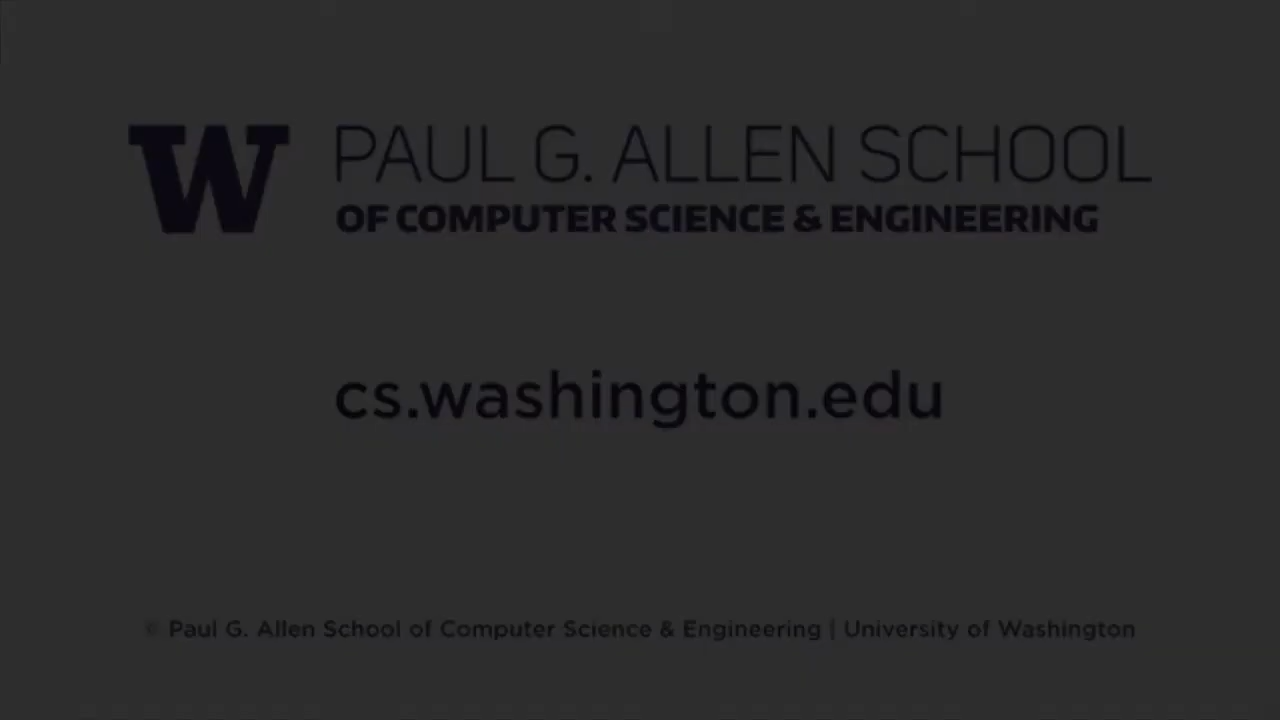 W PAUL G. ALLEN SCHOOL
OF COMPUTER SCIENCE & ENGINEERING
cs.washington.edu
© Paul G. Allen School of Computer Science & Engineering | University of Washington